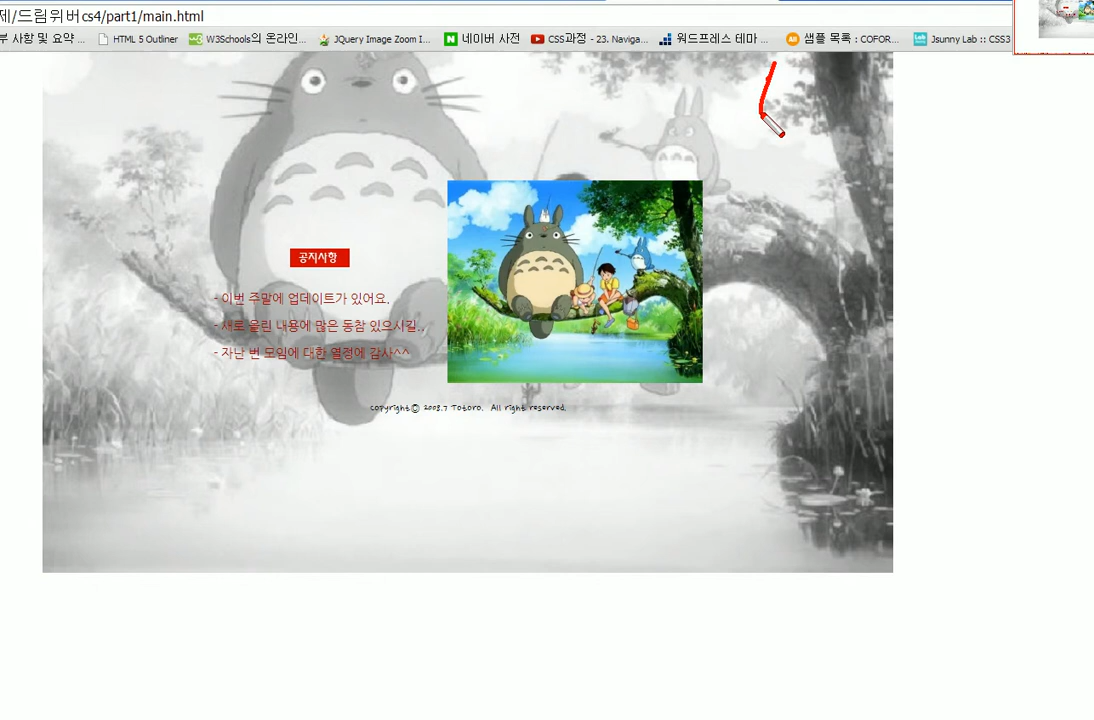 제/드림위버cs4/part1/main.html
부 사항 및 요약 ...
HTML 5 Outliner
W3Schools의 온라인...
JQuery Image Zoom I...
네이버 사전
CSS과정 - 23. Naviga...
워드프레스 테마 ...
샘플 목록 : COFOR...
Jsunny Lab :: CSS3
공지사항
- 이번 주말에 업데이트가 있어요.
- 새로 올린 내용에 많은 동참 있으시길..
- 지난 번 모임에 대한 열정에 감사^^
copyrightⓒ 2008.7 Totoro. All right reserved.